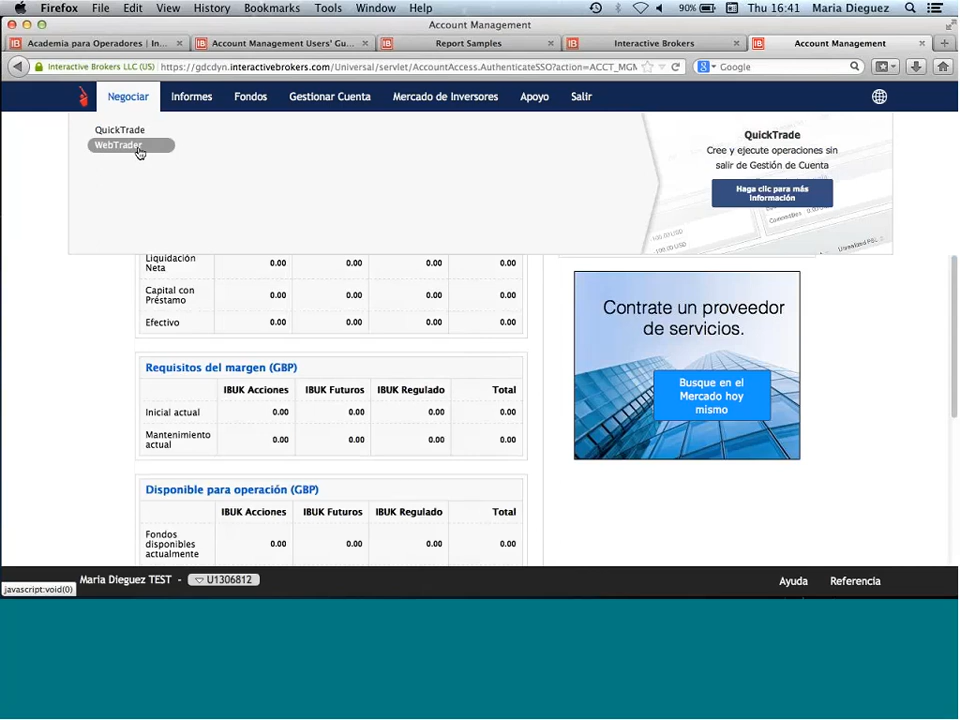 Firefox File Edit View History Bookmarks Tools Window Help 90% Thu 16:41 Maria Dieguez
Account Management
Academia para Operadores | In... Account Management Users' Gu... Report Samples Interactive Brokers Account Management
Interactive Brokers LLC (US) https://gdcdyn.interactivebrokers.com/Universal/servlet/AccountAccess.AuthenticateSSO?action=ACCT_MGM Google
Negociar Informes Fondos Gestionar Cuenta Mercado de Inversores Apoyo Salir
QuickTrade
WebTrader
QuickTrade
Cree y ejecute operaciones sin
salir de Gestión de Cuenta
Haga clic para más
información
100.00 USD
-100.00 USD
Liquidación
Neta 0.00 0.00 0.00 0.00
Capital con
Préstamo 0.00 0.00 0.00 0.00
Efectivo 0.00 0.00 0.00 0.00
Requisitos del margen (GBP)
IBUK Acciones IBUK Futuros IBUK Regulado Total
Inicial actual 0.00 0.00 0.00 0.00
Mantenimiento
actual 0.00 0.00 0.00 0.00
Disponible para operación (GBP)
IBUK Acciones IBUK Futuros IBUK Regulado Total
Fondos
disponibles
actualmente 0.00 0.00 0.00 0.00
Contrate un proveedor
de servicios.
Busque en el
Mercado hoy
mismo
Maria Dieguez TEST - U1306812 Ayuda Referencia
javascript:void(0)